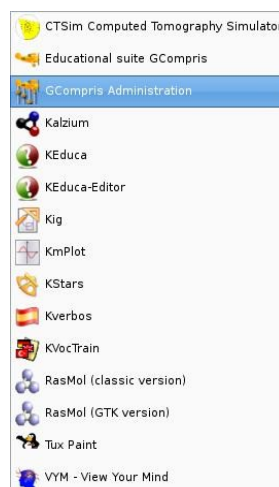 CTSim Computed Tomography Simulator
Educational suite GCompris
GCompris Administration
Kalzium
KEduca
KEduca-Editor
Kig
KmPlot
KStars
Kverbos
KVocTrain
RasMol (classic version)
RasMol (GTK version)
Tux Paint
VYM - View Your Mind